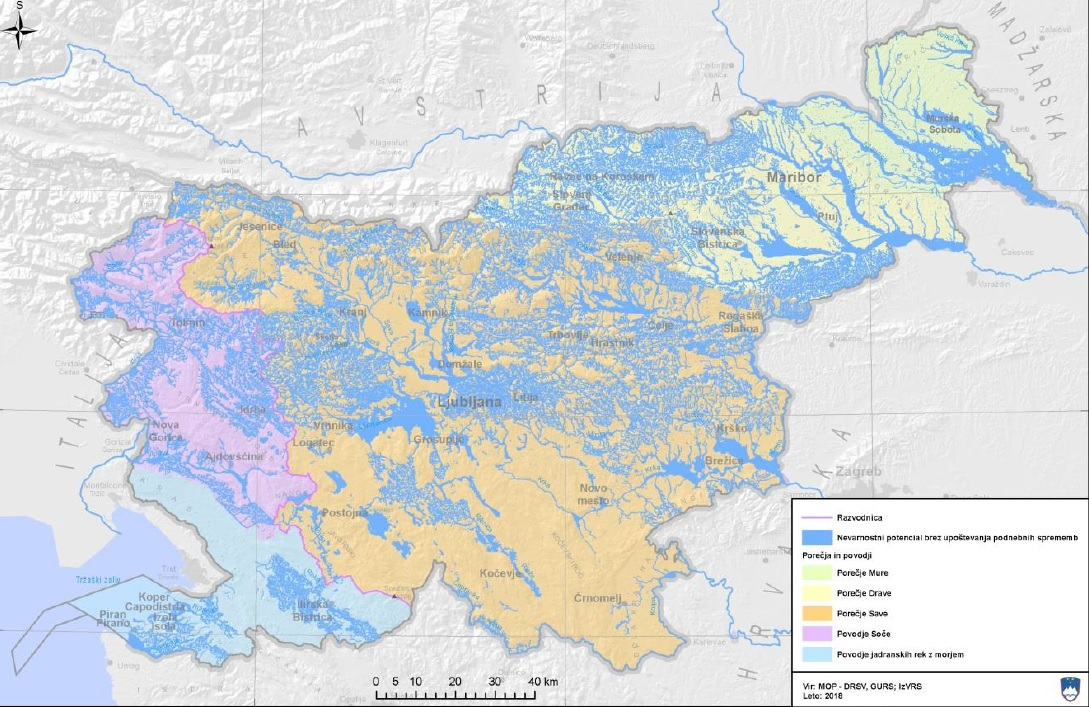 S
MADŽARSKA
AVSTRIJA
Klagenfurt
Murska
Sobota
Maribor
Ravne na Koroškem
Slovenj
Gradec
Ptuj
Slovenska
Bistrica
Čakovec
Varaždin
Jesenice
Bled
Velenje
Kranj
Kamnik
Rogaška
Slatina
Celje
Tolmin
Trbovlje
Hrastnik
Domžale
Ljubljana
Litija
ITALIJA
Idrija
Vrhnika
Logatec
Grosuplje
Krško
Brežice
Nova
Gorica
Ajdovščina
Zagreb
Novo
mesto
Postojna
Tržaški zaliv
Kočevje
Črnomelj
Koper
Capodistria
Izola
Isola
Piran
Pirano
Ilirska
Bistrica
HRVAŠKA
0 5 10 20 30 40 km
Razvodnica
Nevarnostni potencial brez upoštevanja podnebnih sprememb
Porečja in povodji
Porečje Mure
Porečje Drave
Porečje Save
Povodje Soče
Povodje jadranskih rek z morjem
Vir: MOP - DRSV, GURS; IzVRS
Leto: 2018